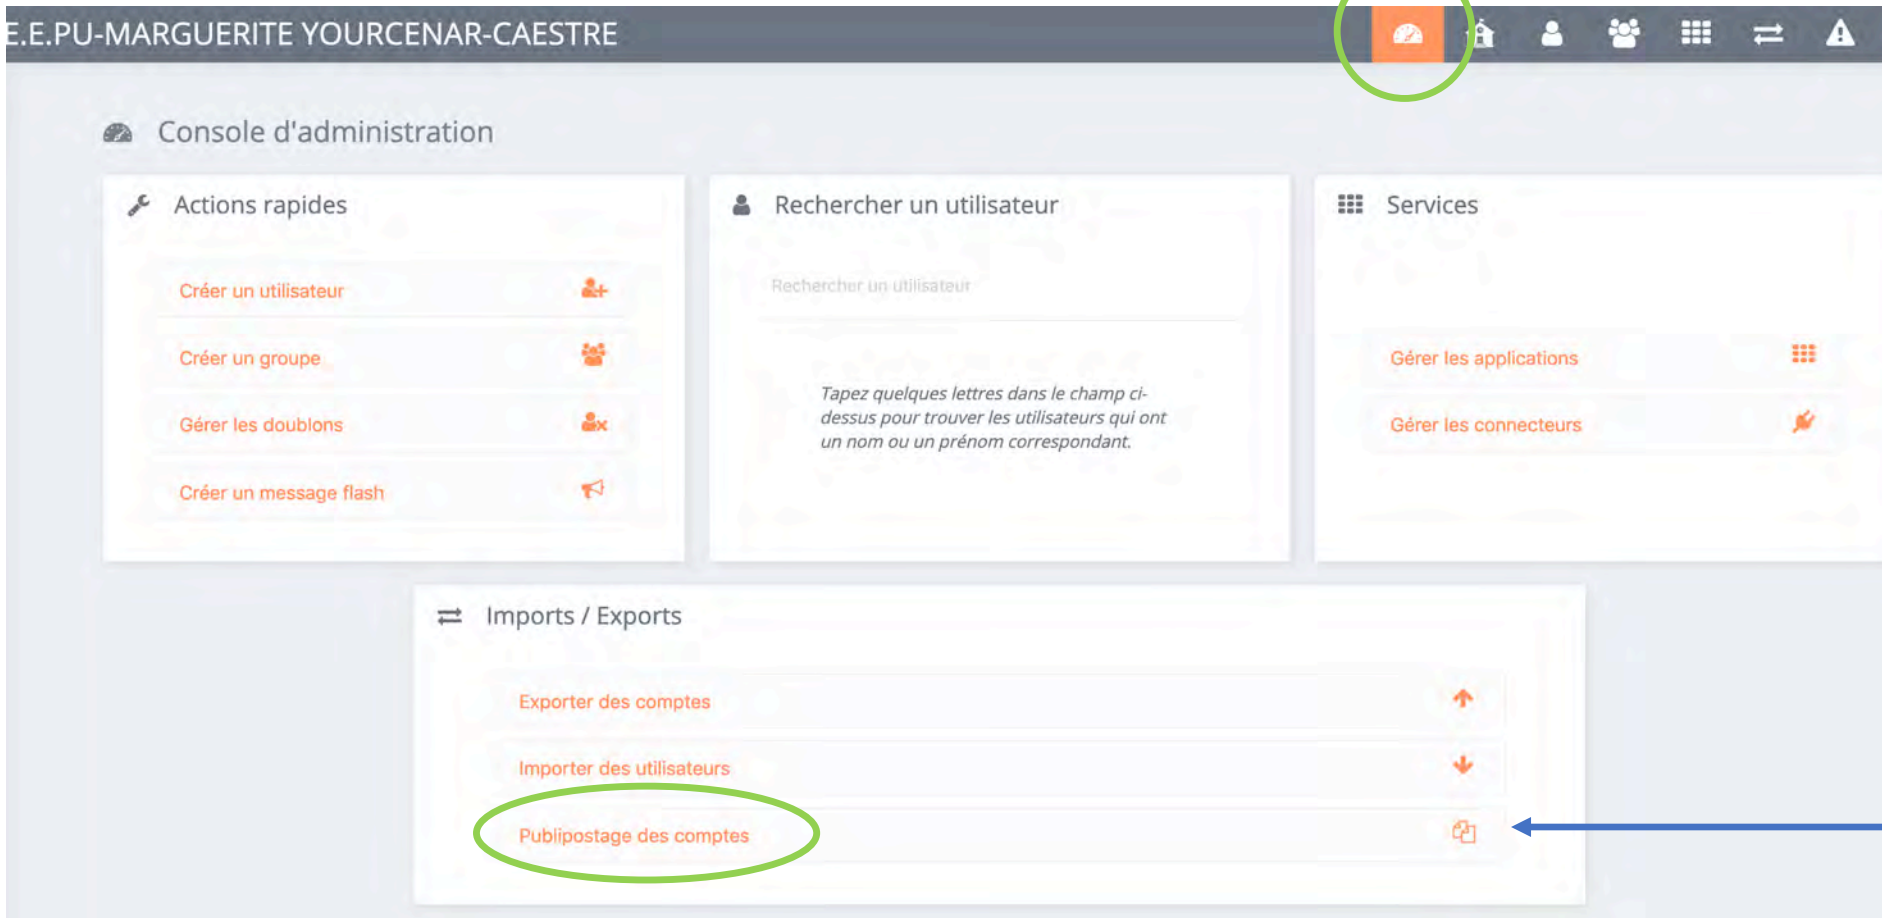 E.E.PU-MARGUERITE YOURCENAR-CAESTRE
Console d'administration
Actions rapides
Créer un utilisateur
Créer un groupe
Gérer les doublons
Créer un message flash
Rechercher un utilisateur
Rechercher un utilisateur
Tapez quelques lettres dans le champ ci-
dessus pour trouver les utilisateurs qui ont
un nom ou un prénom correspondant.
Services
Gérer les applications
Gérer les connecteurs
Imports / Exports
Exporter des comptes
Importer des utilisateurs
Publipostage des comptes